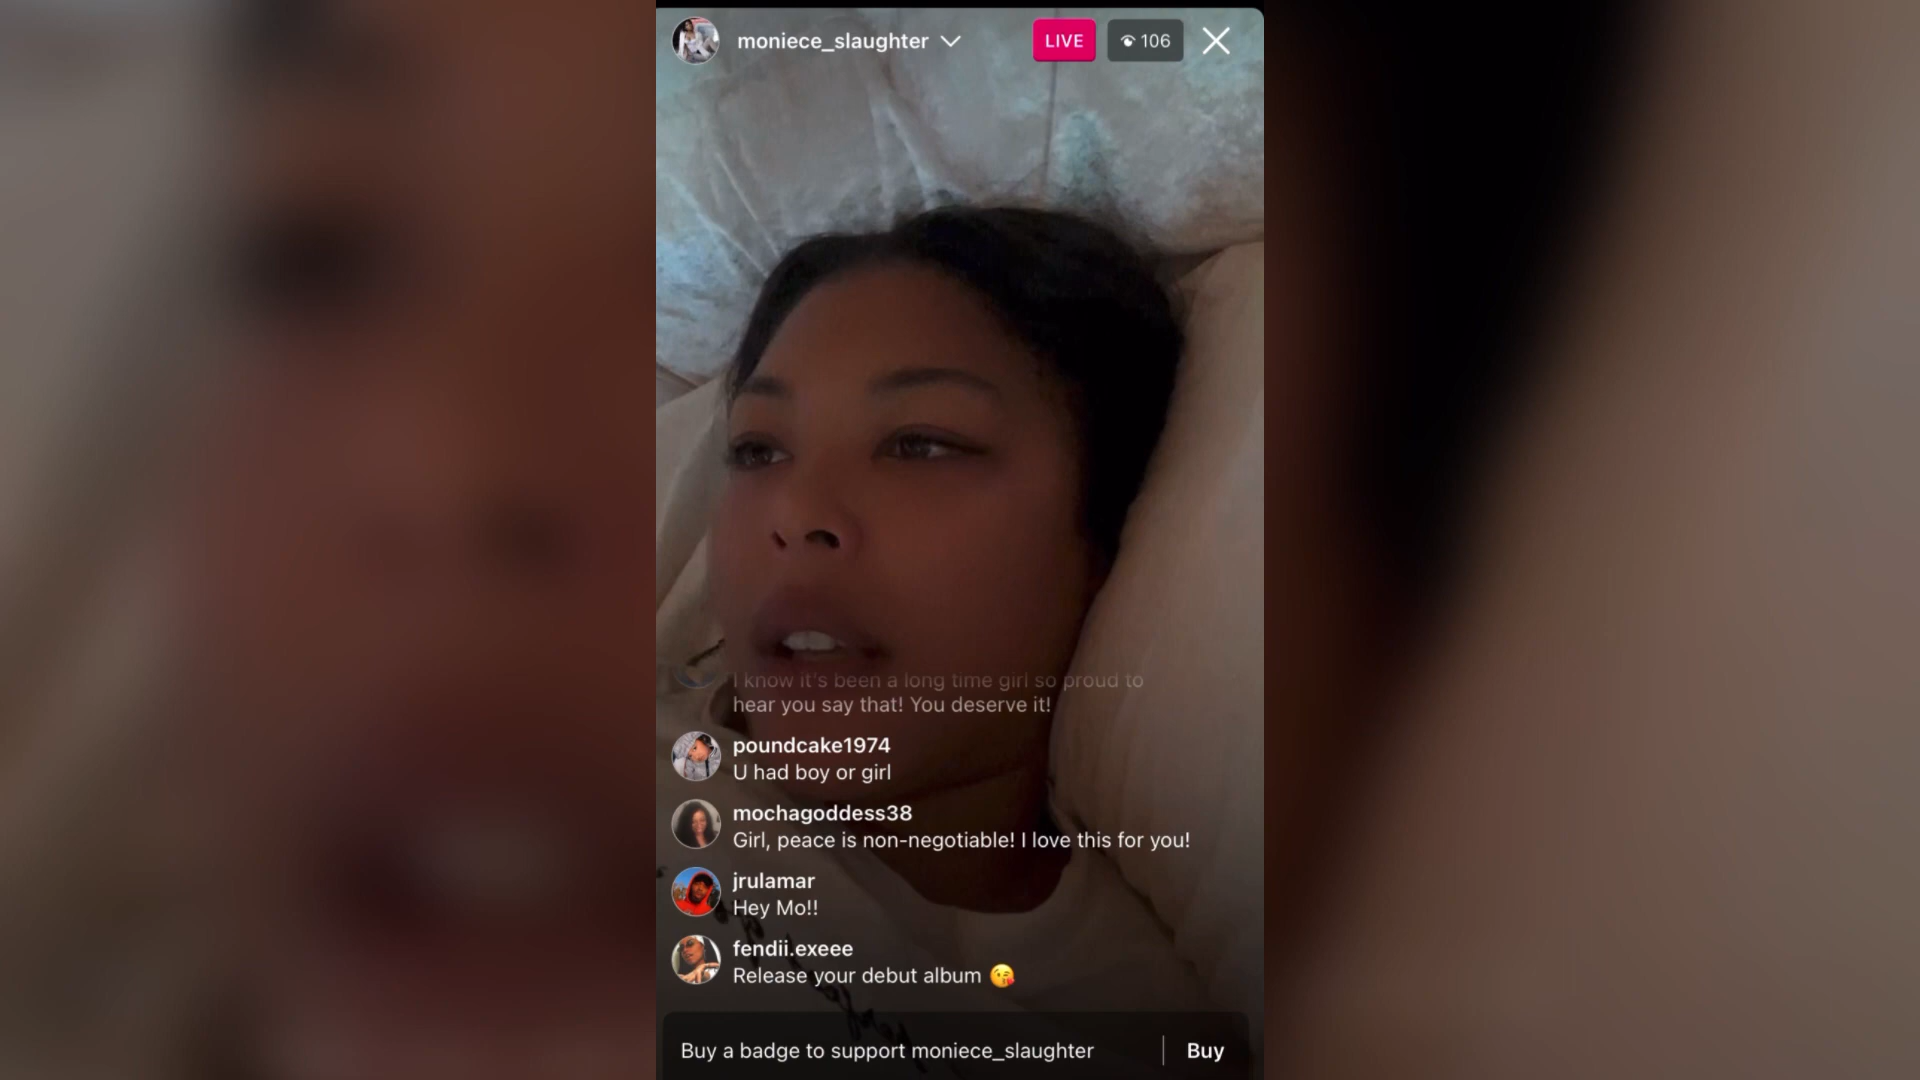 moniece_slaughter
LIVE
106
I know it's been a long time girl so proud to
hear you say that! You deserve it!
poundcake1974
U had boy or girl
mochagoddess38
Girl, peace is non-negotiable! I love this for you!
jrulamar
Hey Mo!!
fendii.exeee
Release your debut album 😘
Buy a badge to support moniece_slaughter
Buy